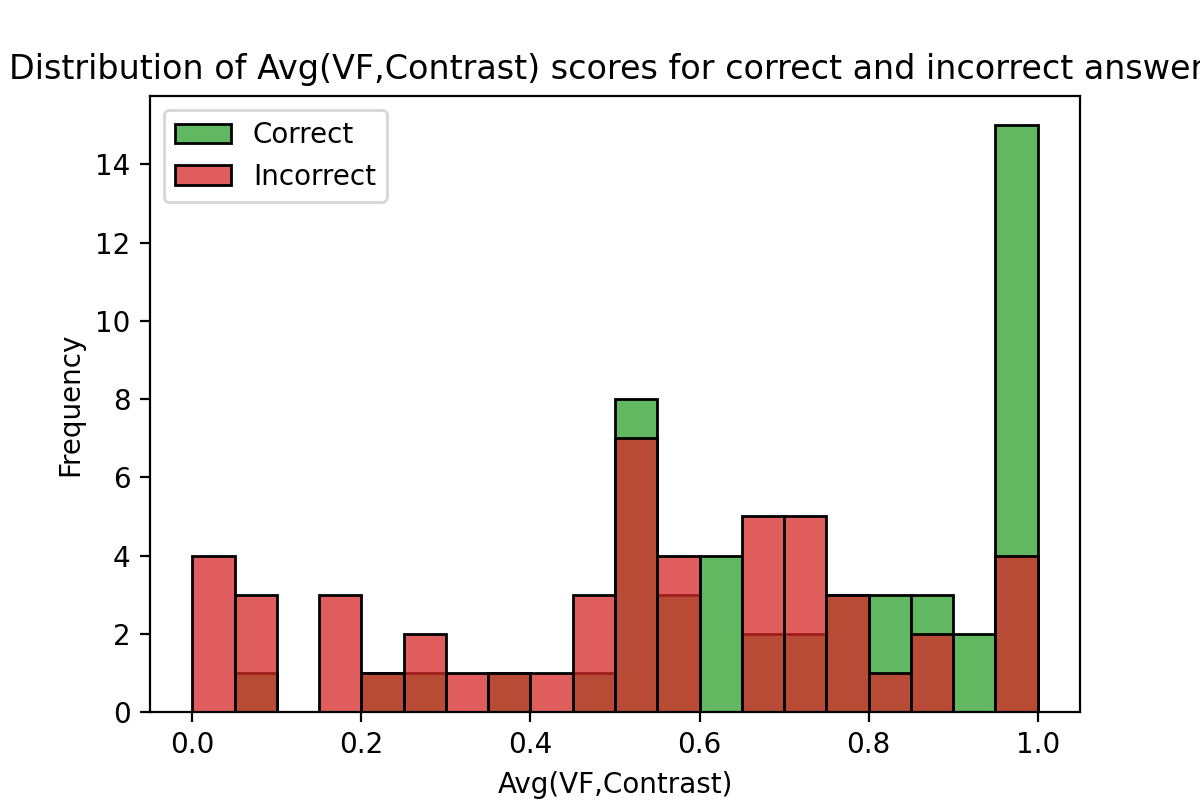 Distribution of Avg(VF,Contrast) scores for correct and incorrect answer
Correct
Incorrect
Frequency
14
12
10
8
6
4
2
0
0.0 0.2 0.4 0.6 0.8 1.0
Avg(VF,Contrast)